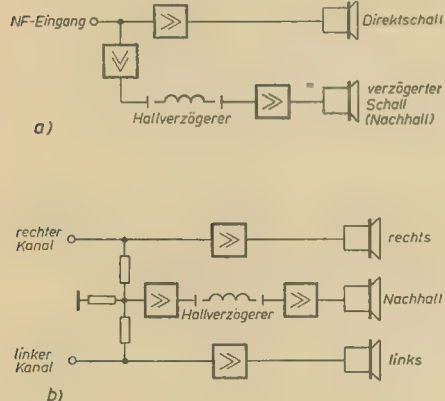 NF-Eingang
Direktschall
Hallverzögerer
verzögerter
Schall
(Nachhall)
a)
rechter
Kanal
rechts
Hallverzögerer
Nachhall
linker
Kanal
links
b)